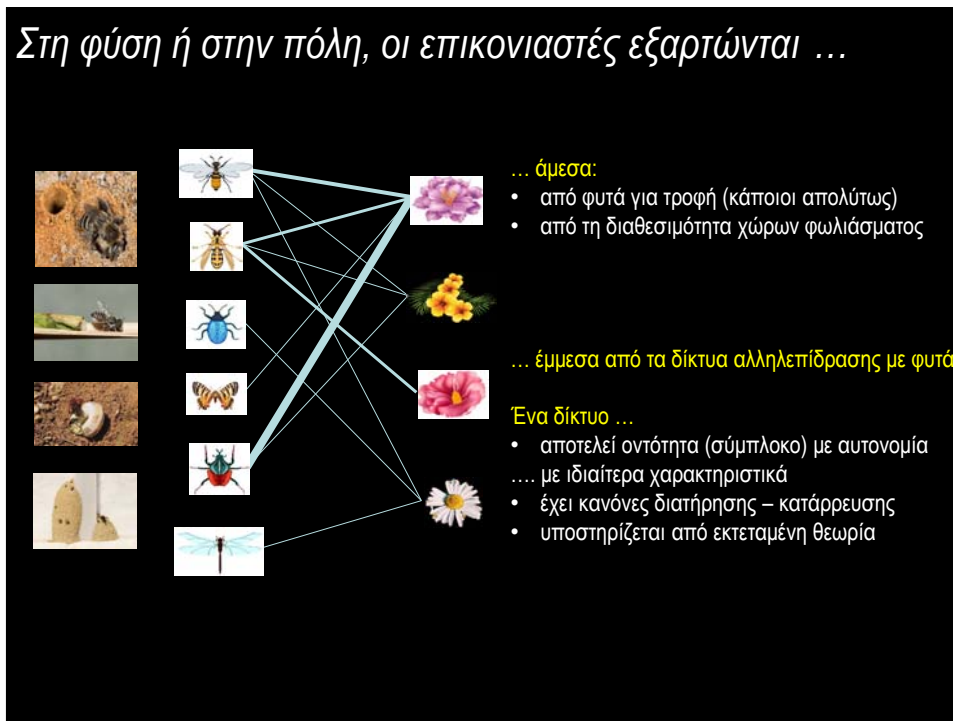 Στη φύση ή στην πόλη, οι επικονιαστές εξαρτώνται …
… άμεσα:
• από φυτά για τροφή (κάποιοι απολύτως)
• από τη διαθεσιμότητα χώρων φωλιάσματος
… έμμεσα από τα δίκτυα αλληλεπίδρασης με φυτά
Ένα δίκτυο …
• αποτελεί οντότητα (σύμπλοκο) με αυτονομία
…. με ιδιαίτερα χαρακτηριστικά
• έχει κανόνες διατήρησης – κατάρρευσης
• υποστηρίζεται από εκτεταμένη θεωρία